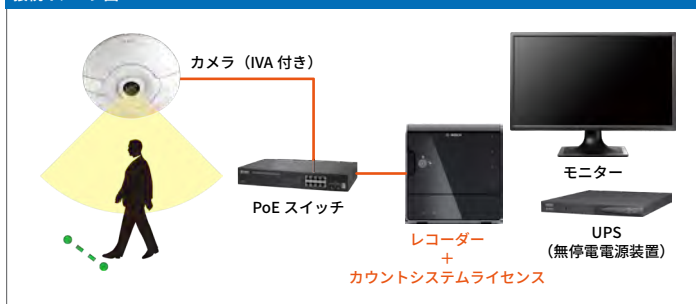 カメラ（IVA 付き）
PoE スイッチ
レコーダー
+
カウントシステムライセンス
モニター
UPS
（無停電電源装置）